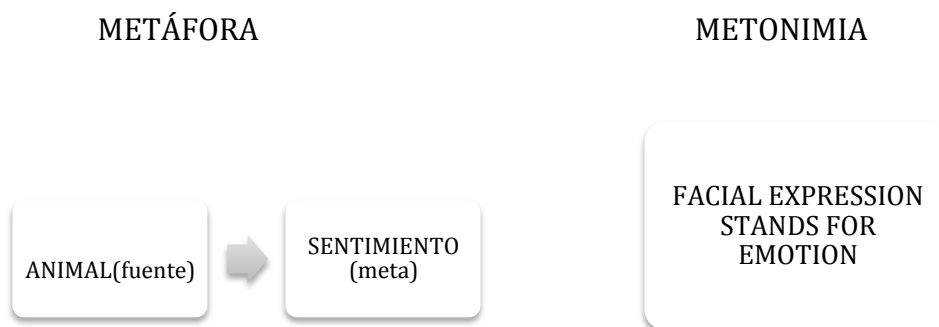 METÁFORA
METONIMIA
ANIMAL(fuente)
SENTIMIENTO
(meta)
FACIAL EXPRESSION
STANDS FOR
EMOTION